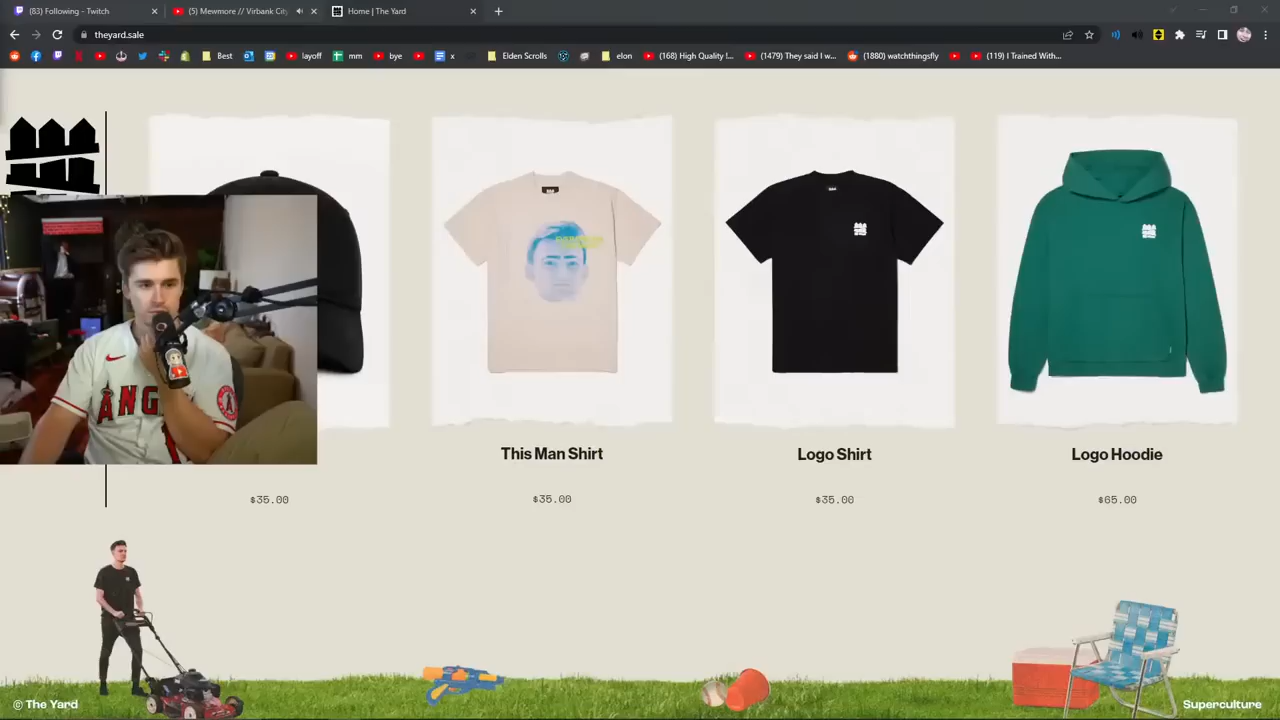 (83) Following - Twitch
(5) Mewmore // Virbank City
Home | The Yard
theyard.sale
Best
layoff
mm
bye
x
Elden Scrolls
elon
(168) High Quality !...
(1479) They said I w...
(1880) watchthingsfly
(119) I Trained With...
ANG
This Man Shirt
Logo Shirt
Logo Hoodie
$35.00
$35.00
$35.00
$65.00
© The Yard
Superculture